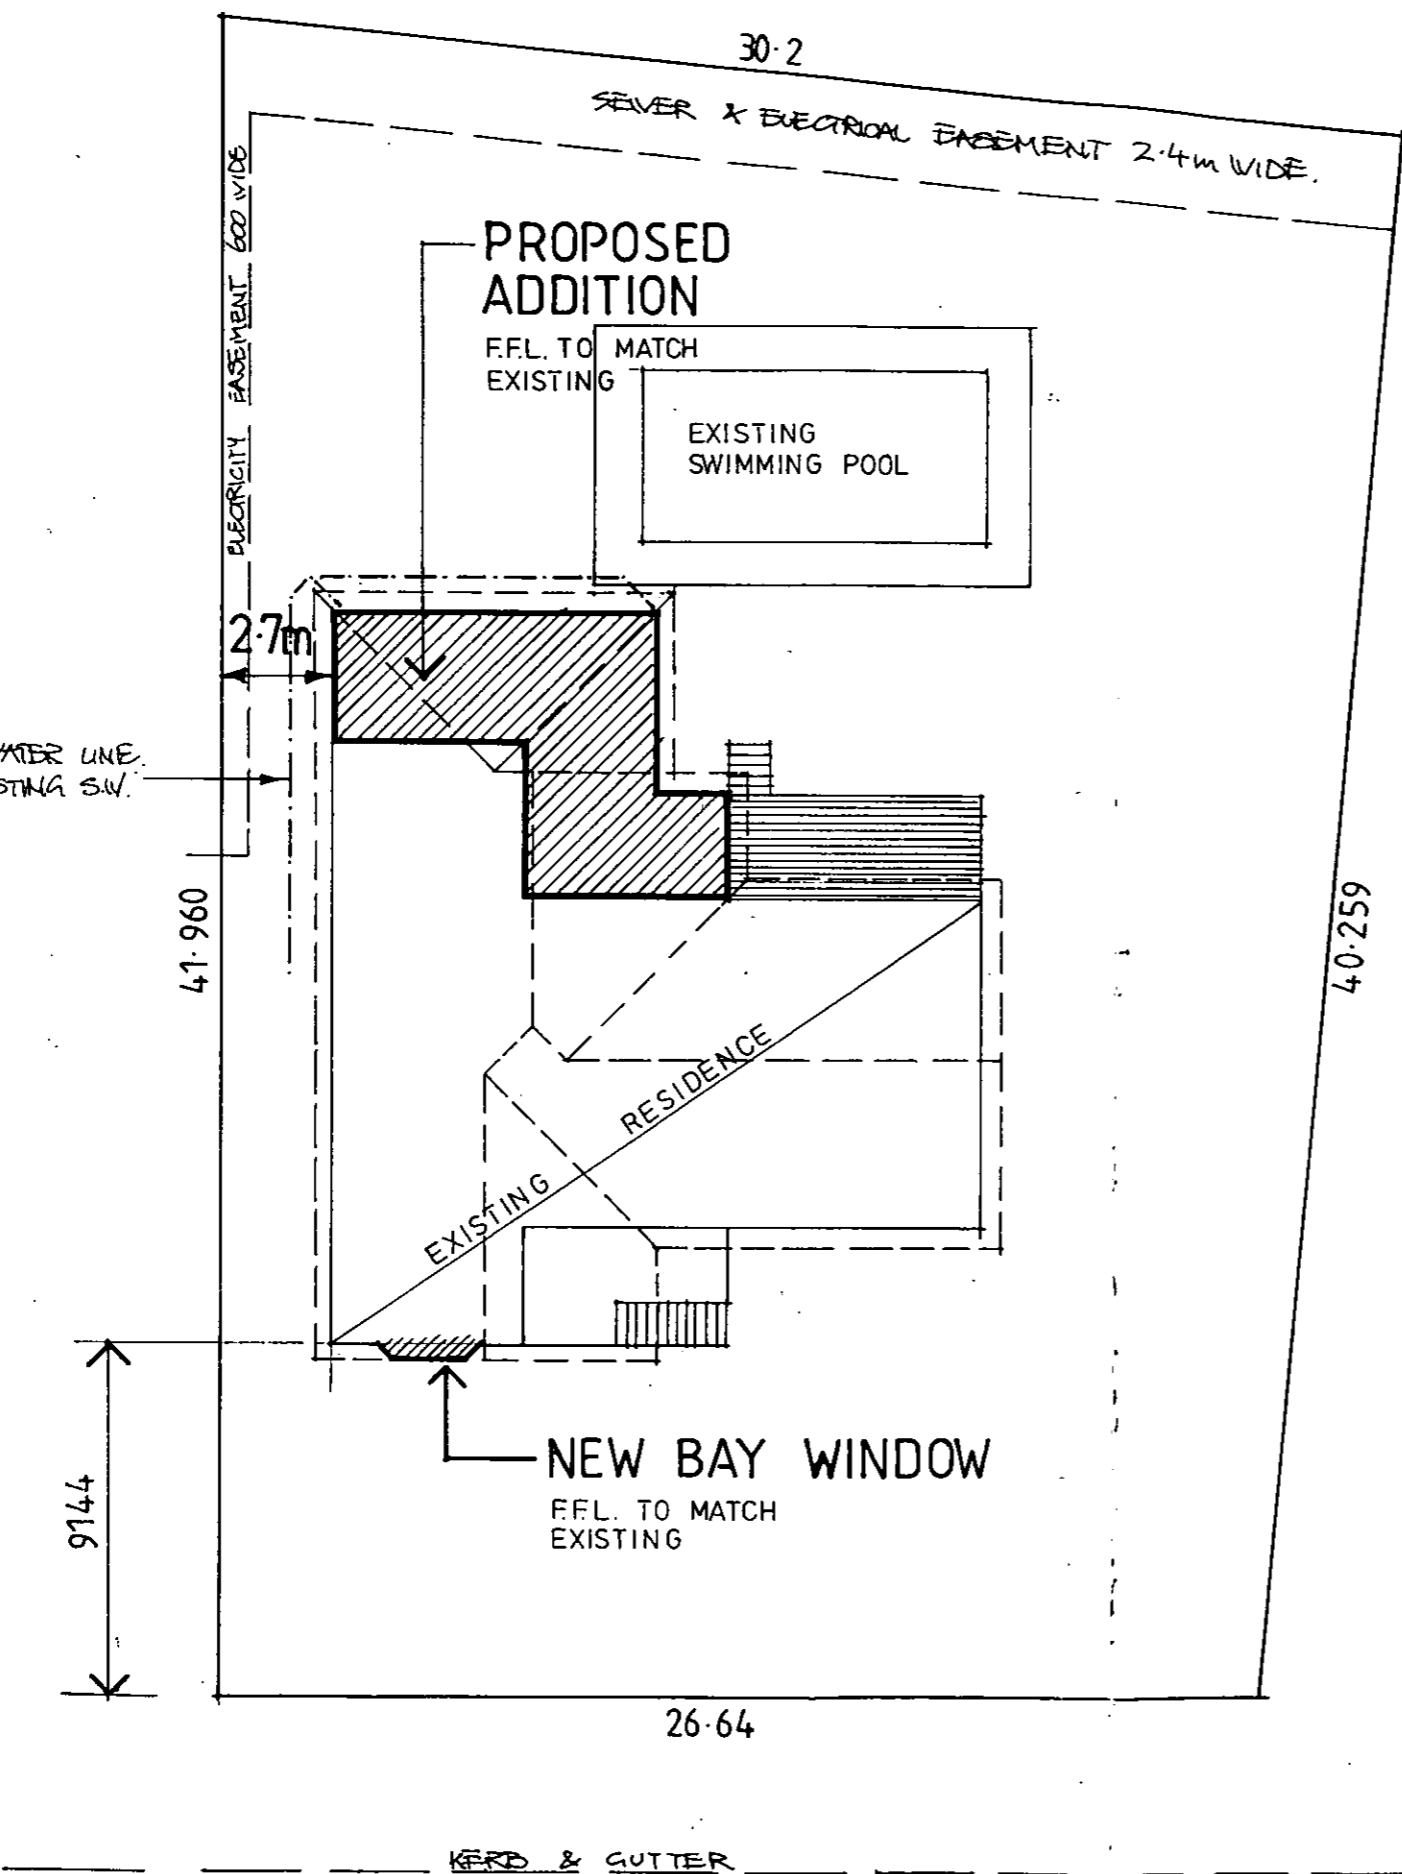 30·2
SEWER & ELECTRICAL EASEMENT 2·4m WIDE.
ELECTRICITY EASEMENT 600 WIDE
PROPOSED
ADDITION
F.F.L. TO MATCH
EXISTING
EXISTING
SWIMMING POOL
2·7m
WATER LINE.
S.W.
41·960
40·259
EXISTING RESIDENCE
9144
NEW BAY WINDOW
F.F.L. TO MATCH
EXISTING
26·64
KERB & GUTTER